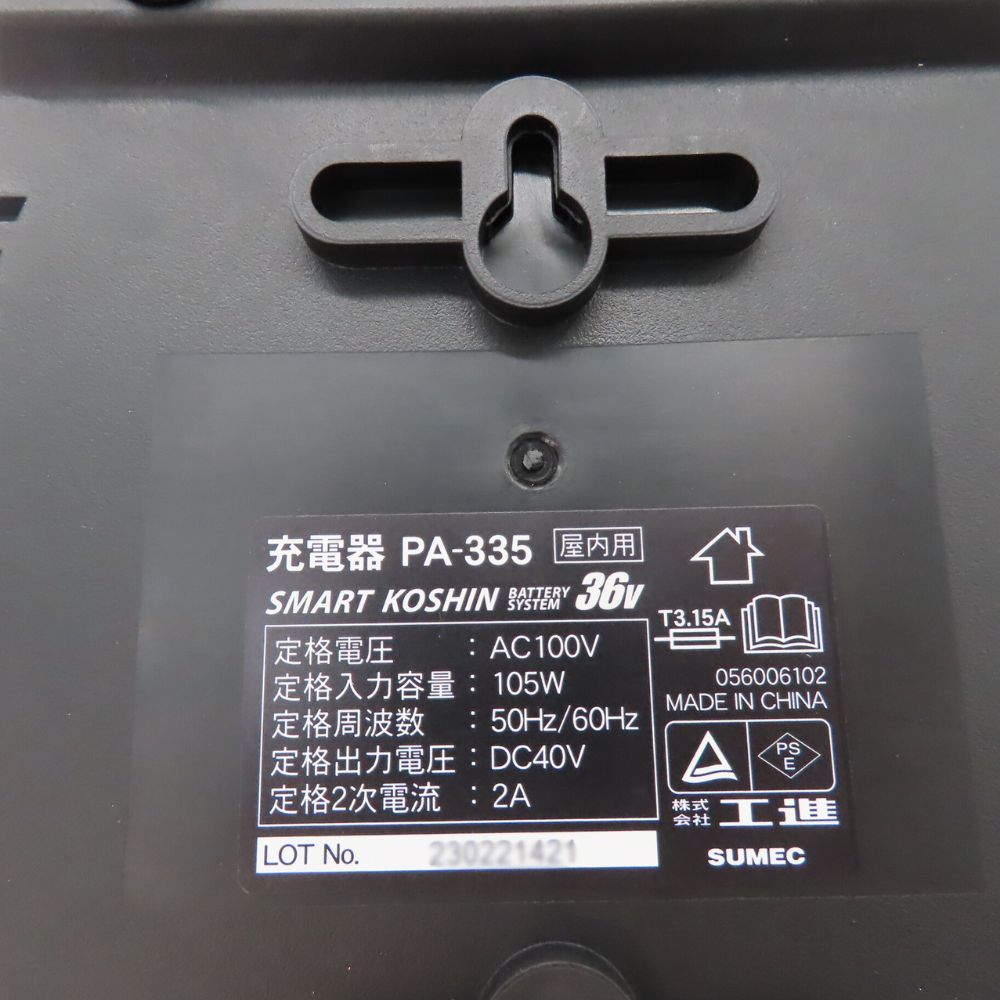 充電器 PA-335 屋内用
SMART KOSHIN BATTERY SYSTEM 36V
T3.15A
定格電圧 : AC100V
定格入力容量 : 105W
定格周波数 : 50Hz/60Hz
定格出力電圧 : DC40V
定格2次電流 : 2A
056006102
MADE IN CHINA
PS
E
株式会社 工進
SUMEC
LOT No. 230221421